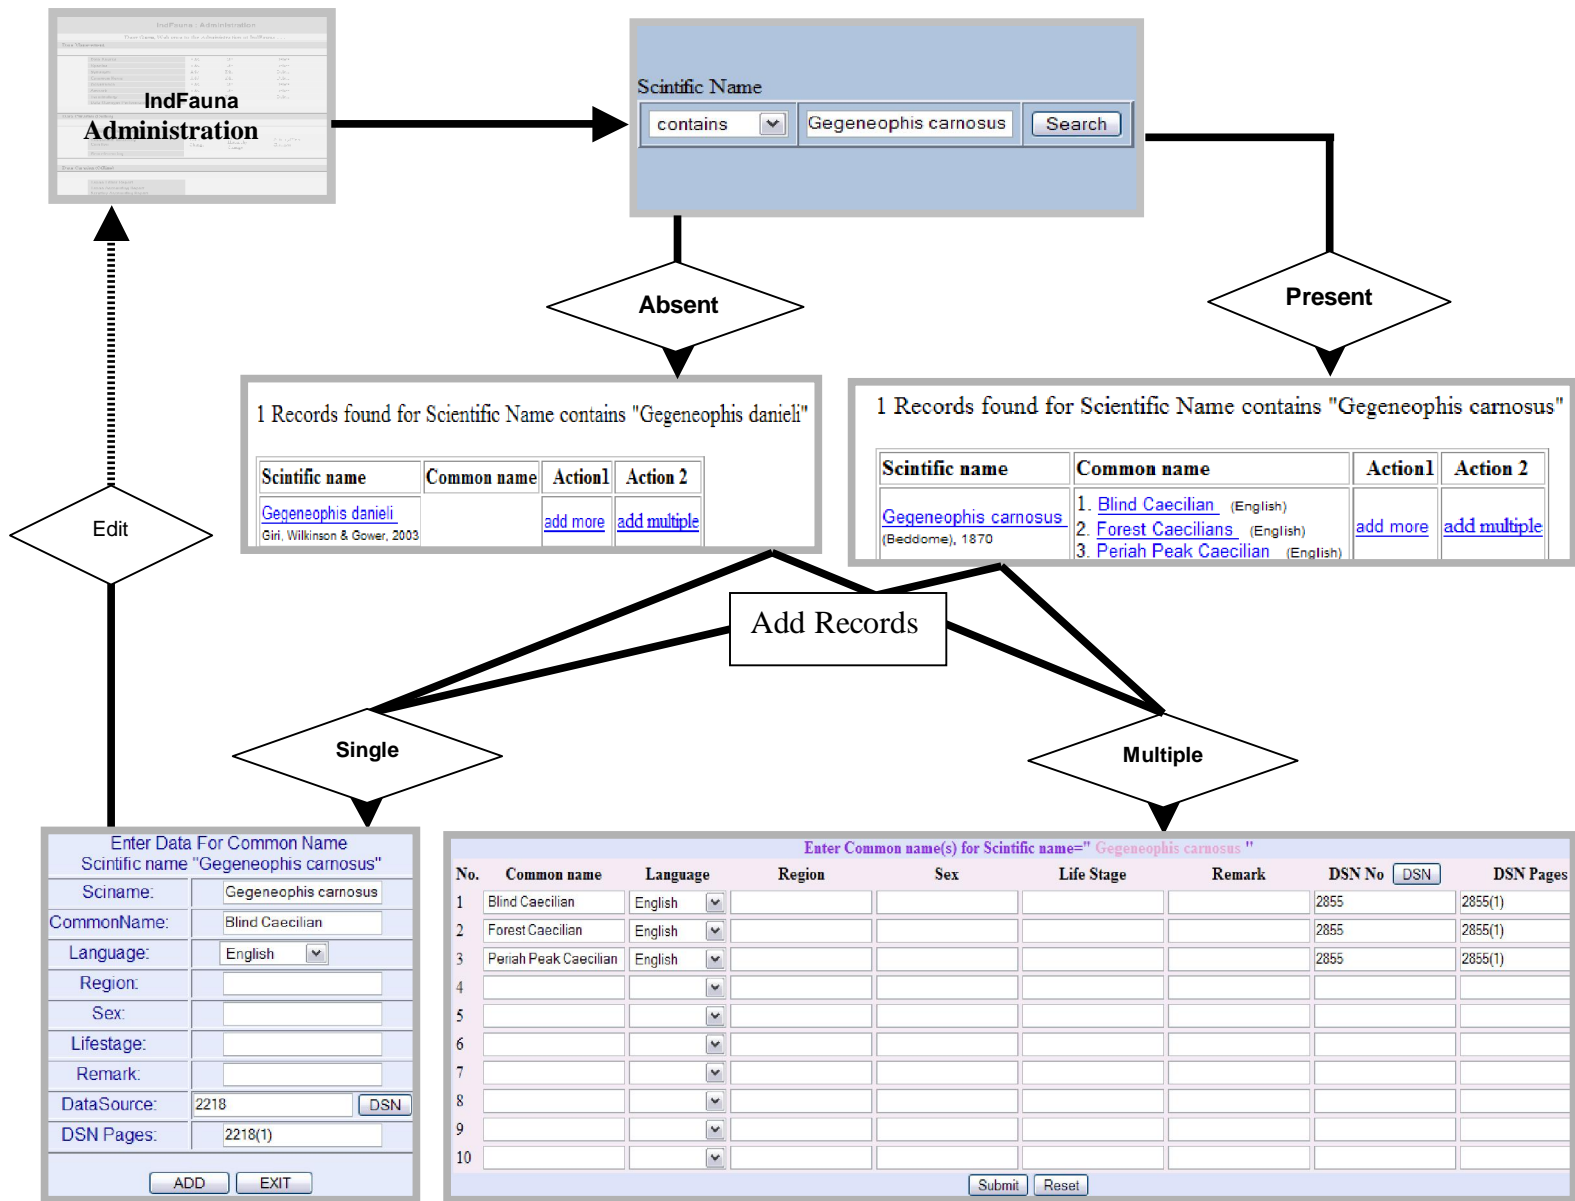 IndFauna : Administration
IndFauna
Administration
Scintific Name
contains Gegeneophis carnosus Search
Absent
Present
1 Records found for Scientific Name contains "Gegeneophis danieli"
Scintific name Common name Action1 Action 2
Gegeneophis danieli add more add multiple
Giri, Wilkinson & Gower, 2003
1 Records found for Scientific Name contains "Gegeneophis carnosus"
Scintific name Common name Action1 Action 2
Gegeneophis carnosus
(Beddome), 1870
1. Blind Caecilian (English)
2. Forest Caecilians (English)
3. Periah Peak Caecilian (English)
add more add multiple
Edit
Add Records
Single
Multiple
Enter Data For Common Name
Scintific name "Gegeneophis carnosus"
Sciname: Gegeneophis carnosus
CommonName: Blind Caecilian
Language: English
Region:
Sex:
Lifestage:
Remark:
DataSource: 2218 DSN
DSN Pages: 2218(1)
ADD EXIT
Enter Common name(s) for Scintific name=" Gegeneophis carnosus "
No. Common name Language Region Sex Life Stage Remark DSN No DSN DSN Pages
1 Blind Caecilian English 2855 2855(1)
2 Forest Caecilian English 2855 2855(1)
3 Periah Peak Caecilian English 2855 2855(1)
4
5
6
7
8
9
10
Submit Reset